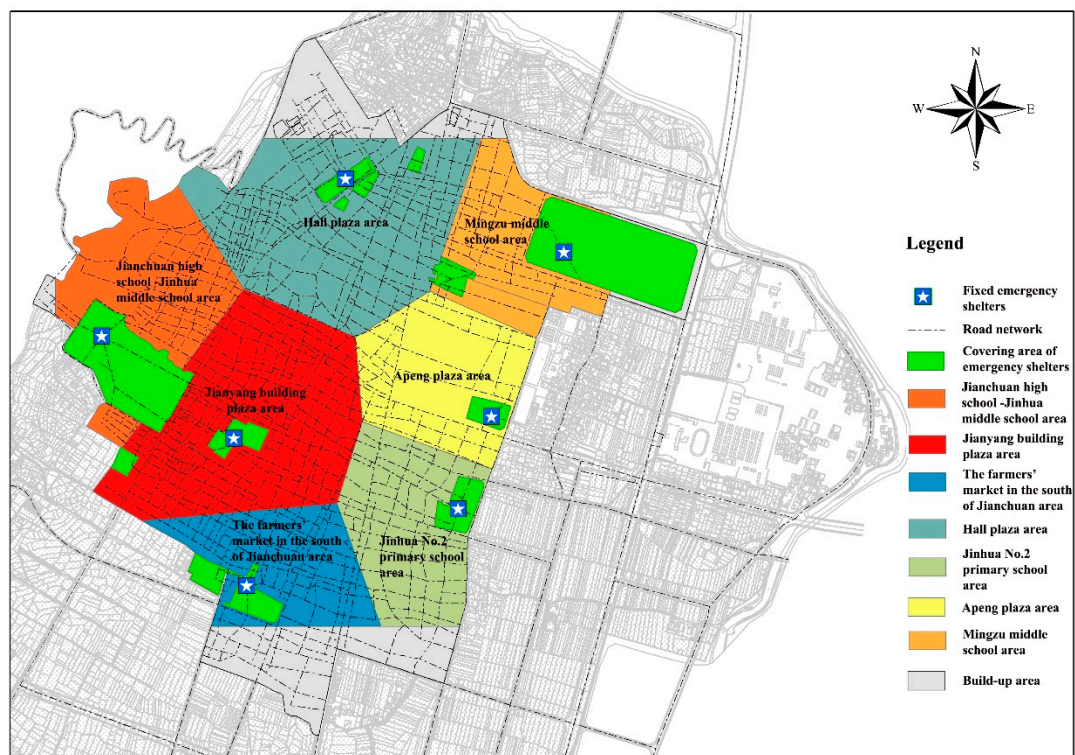 N
W
E
S
Hall plaza area
Mingzu middle
school area
Jianchuan high
school -Jinhua
middle school area
Apeng plaza area
Jianyang building
plaza area
The farmers'
market in the south
of Jianchuan area
Jinhua No.2
primary school
area
Legend
Fixed emergency
shelters
Road network
Covering area of
emergency shelters
Jianchuan high
school -Jinhua
middle school area
Jianyang building
plaza area
The farmers'
market in the south
of Jianchuan area
Hall plaza area
Jinhua No.2
primary school
area
Apeng plaza area
Mingzu middle
school area
Build-up area